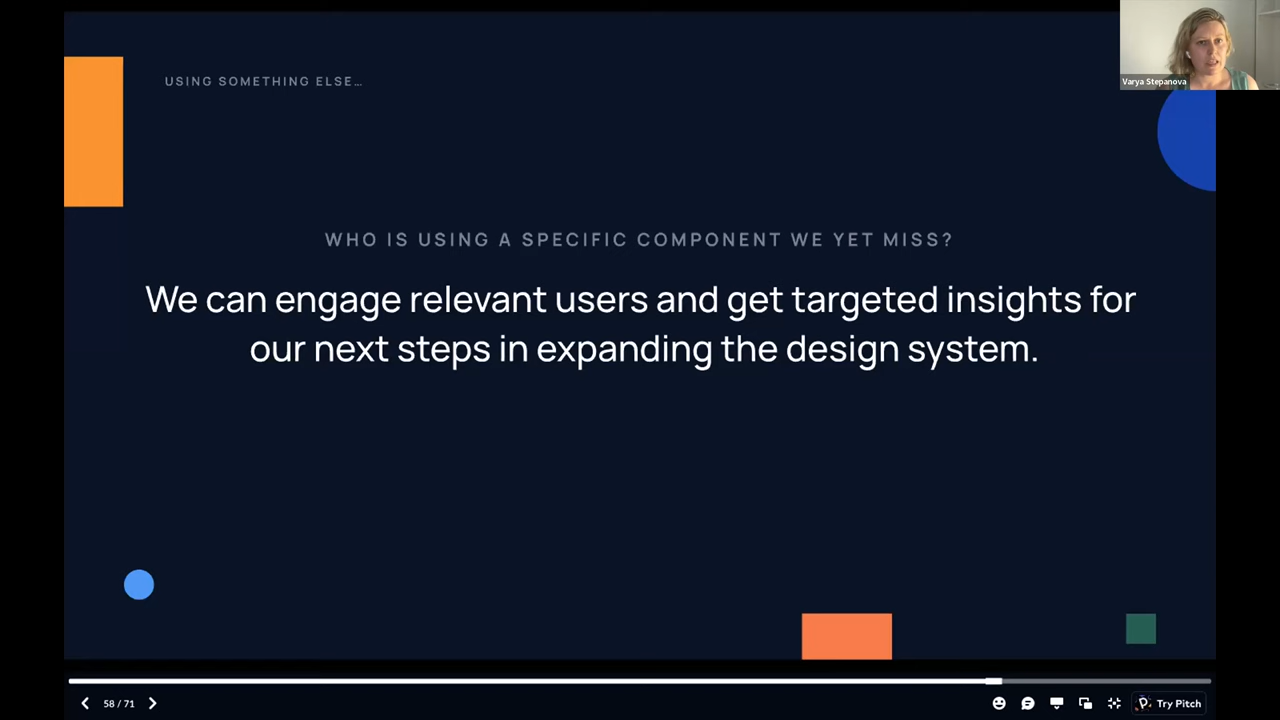 USING SOMETHING ELSE…
Varya Stepanova
WHO IS USING A SPECIFIC COMPONENT WE YET MISS?
We can engage relevant users and get targeted insights for
our next steps in expanding the design system.
58 / 71
Try Pitch